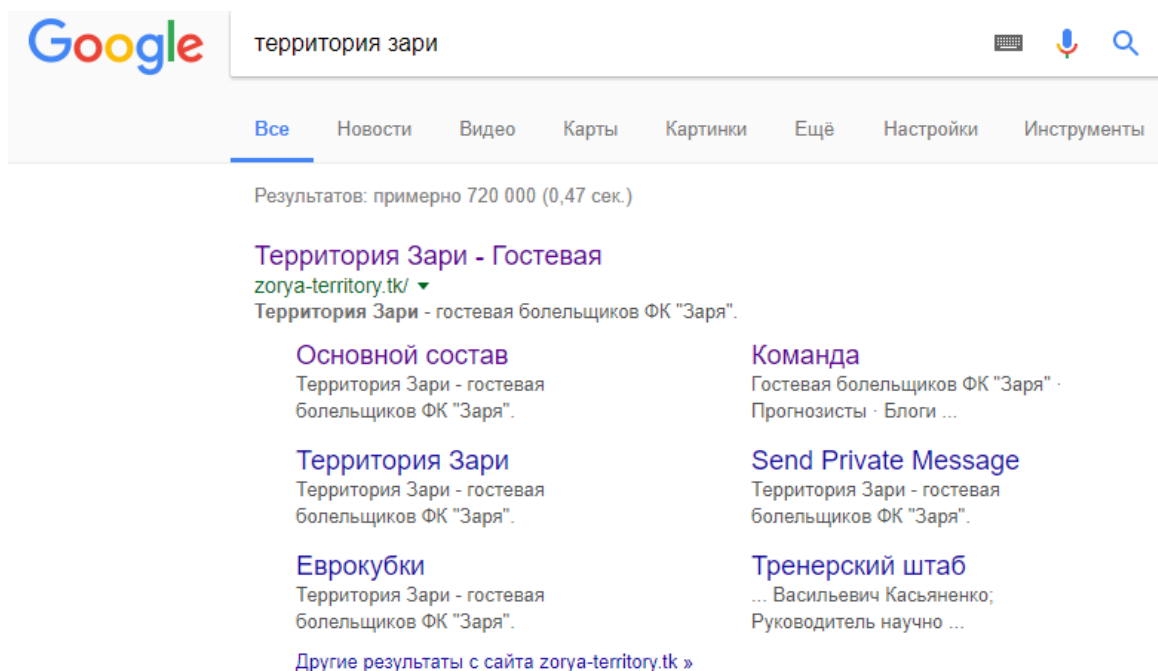 Google
территория зари
Все Новости Видео Карты Картинки Ещё Настройки Инструменты
Результатов: примерно 720 000 (0,47 сек.)
Территория Зари - Гостевая
zorya-territory.tk/
Территория Зари - гостевая болельщиков ФК "Заря".
Основной состав
Территория Зари - гостевая
болельщиков ФК "Заря".
Команда
Гостевая болельщиков ФК "Заря" ·
Прогнозисты · Блоги ...
Территория Зари
Территория Зари - гостевая
болельщиков ФК "Заря".
Send Private Message
Территория Зари - гостевая
болельщиков ФК "Заря".
Еврокубки
Территория Зари - гостевая
болельщиков ФК "Заря".
Тренерский штаб
... Васильевич Касьяненко;
Руководитель научно ...
Другие результаты с сайта zorya-territory.tk »